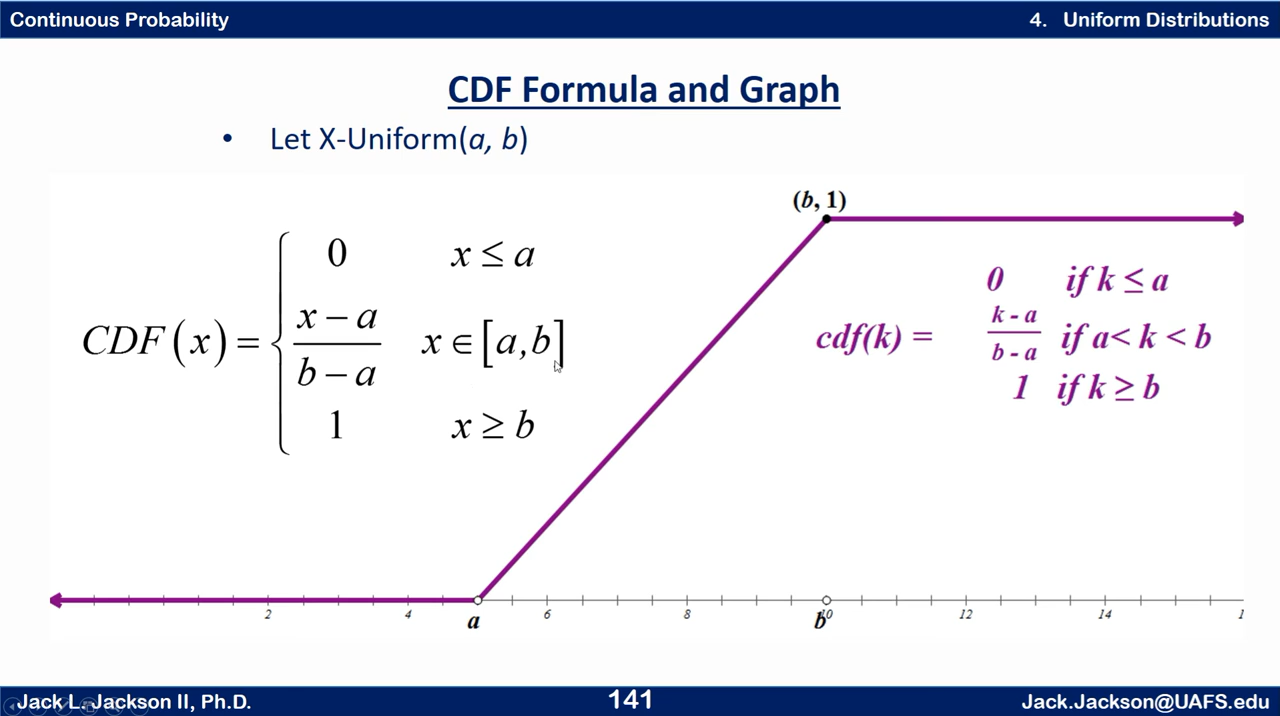 Continuous Probability
4. Uniform Distributions
CDF Formula and Graph
• Let X-Uniform(a, b)
CDF(x) = { 0 x ≤ a
x − a / b − a x ∈ [a,b]
1 x ≥ b
(b, 1)
cdf(k) = 0 if k ≤ a
k - a / b - a if a< k < b
1 if k ≥ b
2 4 6 8 10 12 14 1
a b
Jack L. Jackson II, Ph.D.
141
Jack.Jackson@UAFS.edu